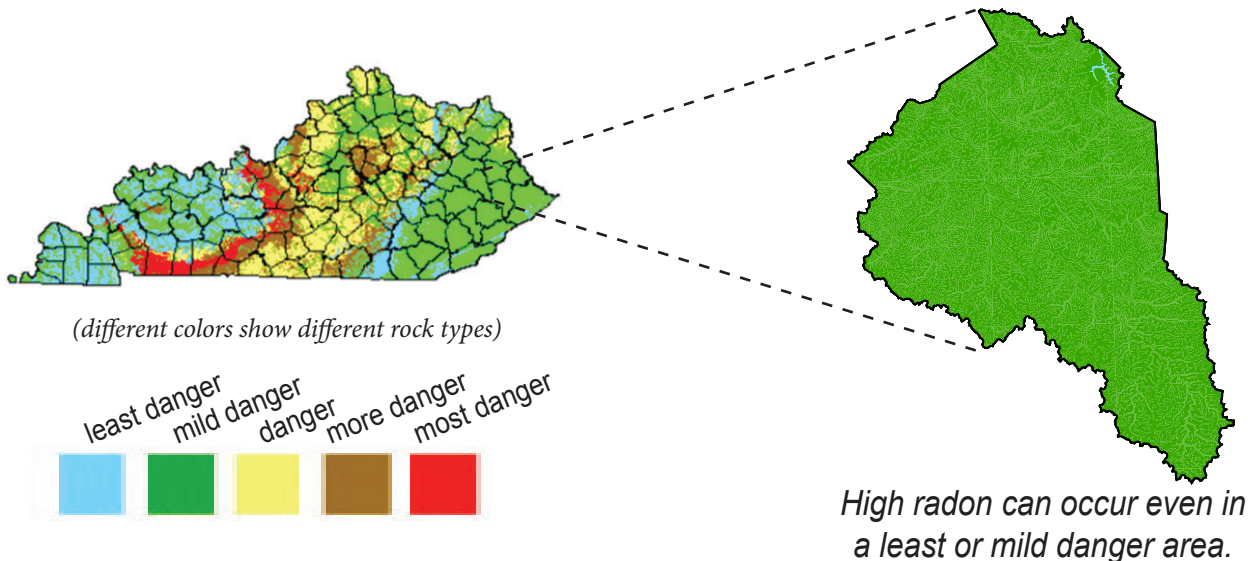 (different colors show different rock types)
least danger
mild danger
danger
more danger
most danger
High radon can occur even in
a least or mild danger area.